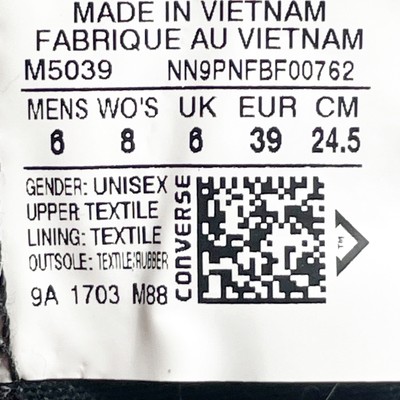 MADE IN VIETNAM
FABRIQUE AU VIETNAM
M5039 NN9PNFBF00762
MENS WO'S UK EUR CM
6 8 6 39 24.5
GENDER: UNISEX
UPPER TEXTILE
LINING: TEXTILE
OUTSOLE: TEXTILE/RUBBER
9A 1703 M88
CONVERSE
TM